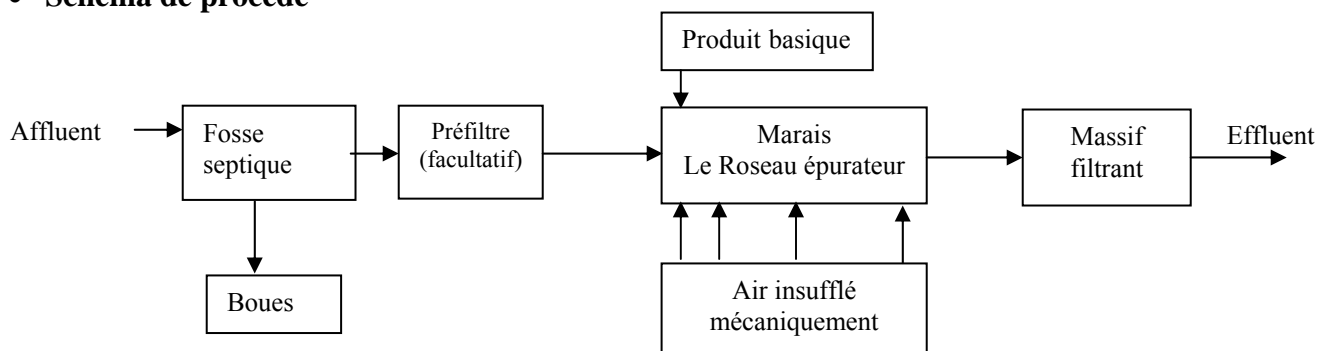 • Schéma de procédé
Produit basique
Affluent
Fosse
septique
Préfiltre
(facultatif)
Marais
Le Roseau épurateur
Massif
filtrant
Effluent
Boues
Air insufflé
mécaniquement